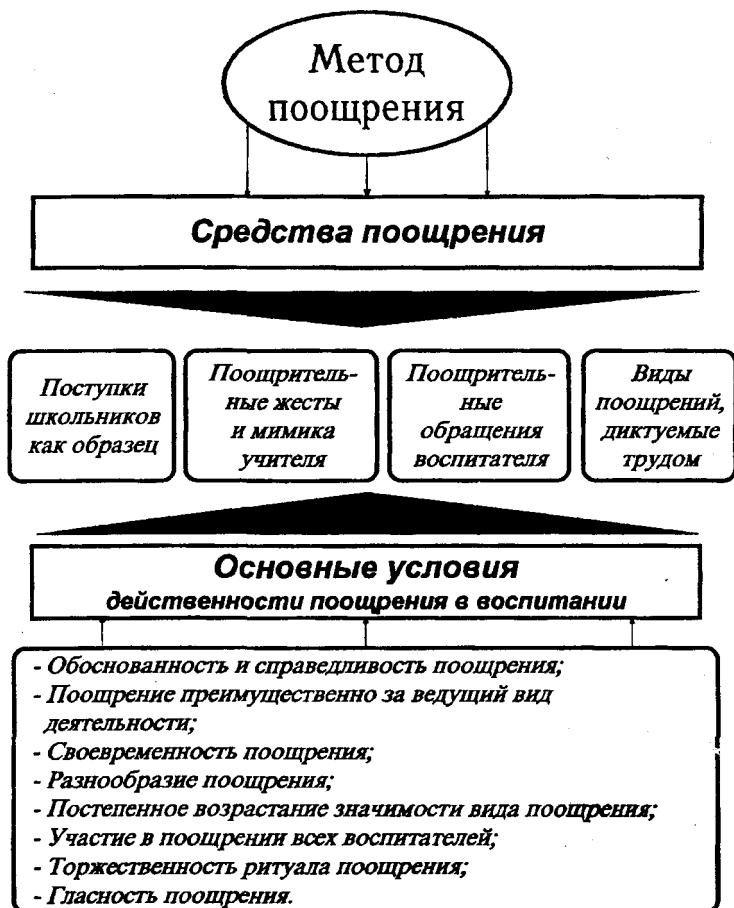 Метод
поощрения
Средства поощрения
Поступки
школьников
как образец
Поощритель-
ные жесты
и мимика
учителя
Поощритель-
ные
обращения
воспитателя
Виды
поощрений,
диктуемые
трудом
Основные условия
действенности поощрения в воспитании
- Обоснованность и справедливость поощрения;
- Поощрение преимущественно за ведущий вид
деятельности;
- Своевременность поощрения;
- Разнообразие поощрения;
- Постепенное возрастание значимости вида поощрения;
- Участие в поощрении всех воспитателей;
- Торжественность ритуала поощрения;
- Гласность поощрения.